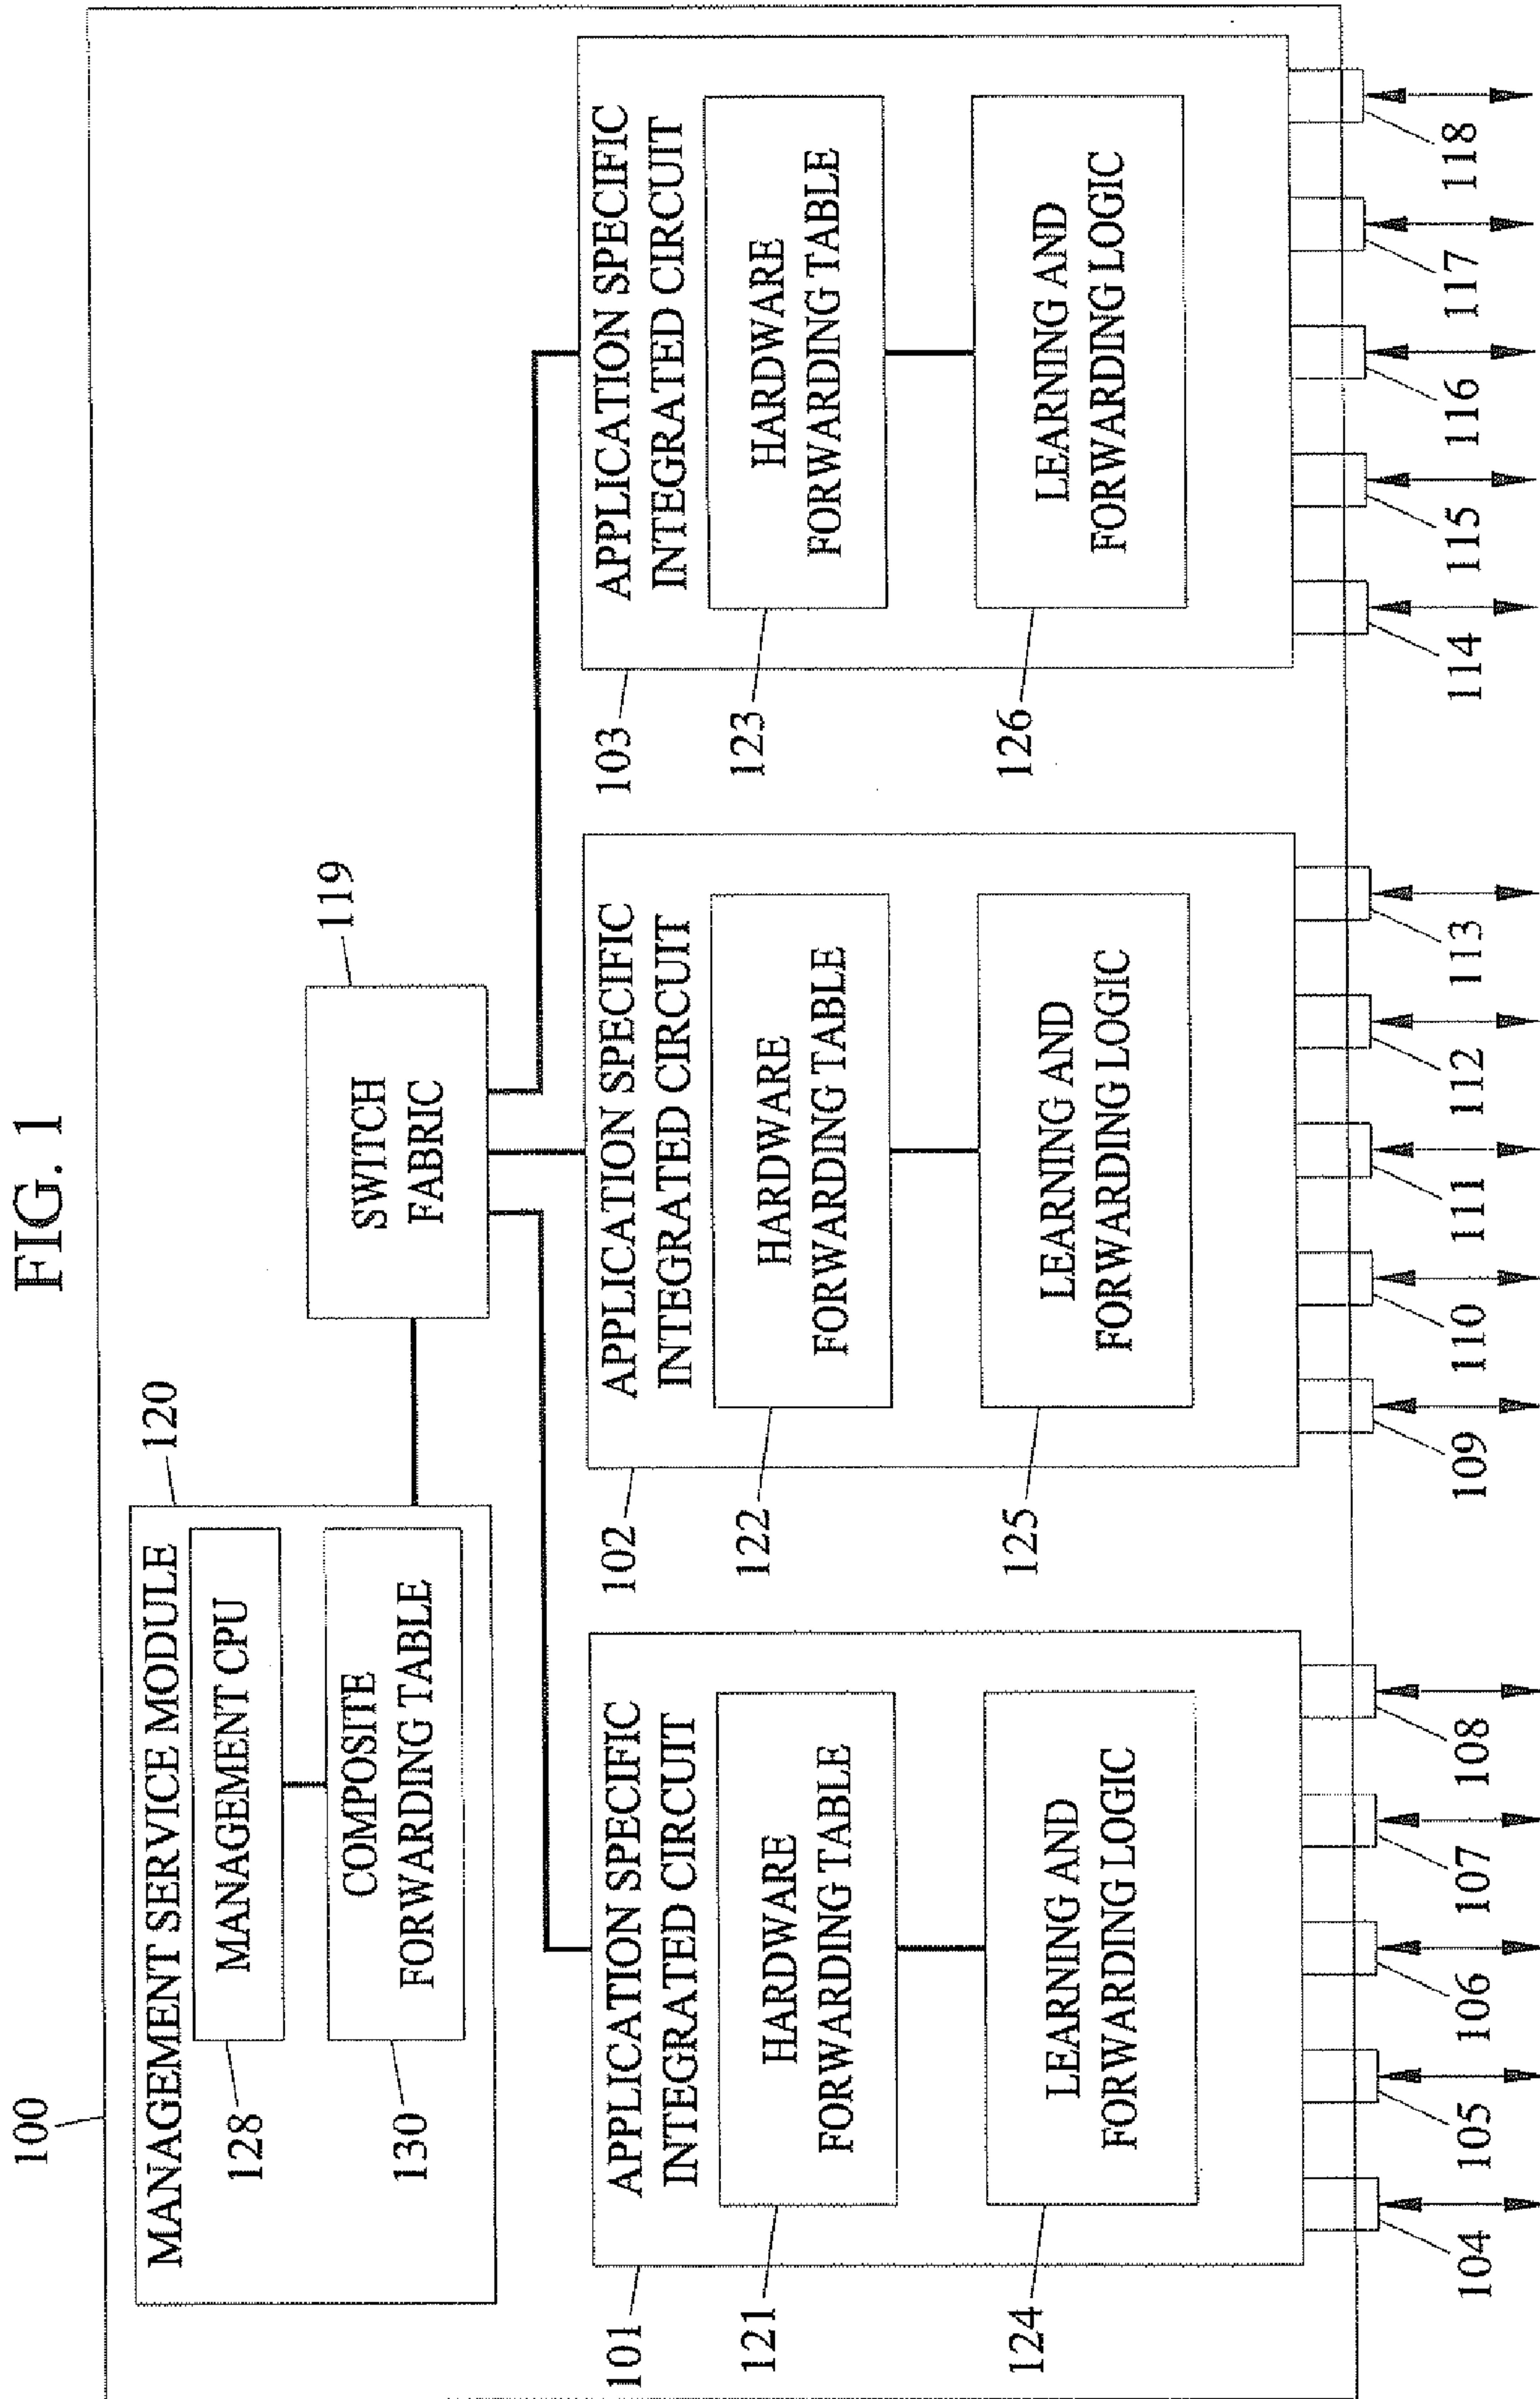 FIG. 1
100
MANAGEMENT SERVICE MODULE
120
MANAGEMENT CPU
128
COMPOSITE
FORWARDING TABLE
130
SWITCH
FABRIC
119
APPLICATION SPECIFIC
INTEGRATED CIRCUIT
101
HARDWARE
FORWARDING TABLE
121
LEARNING AND
FORWARDING LOGIC
124
104
105
106
107
108
APPLICATION SPECIFIC
INTEGRATED CIRCUIT
102
HARDWARE
FORWARDING TABLE
122
LEARNING AND
FORWARDING LOGIC
125
109
110
111
112
113
APPLICATION SPECIFIC
INTEGRATED CIRCUIT
103
HARDWARE
FORWARDING TABLE
123
LEARNING AND
FORWARDING LOGIC
126
114
115
116
117
118